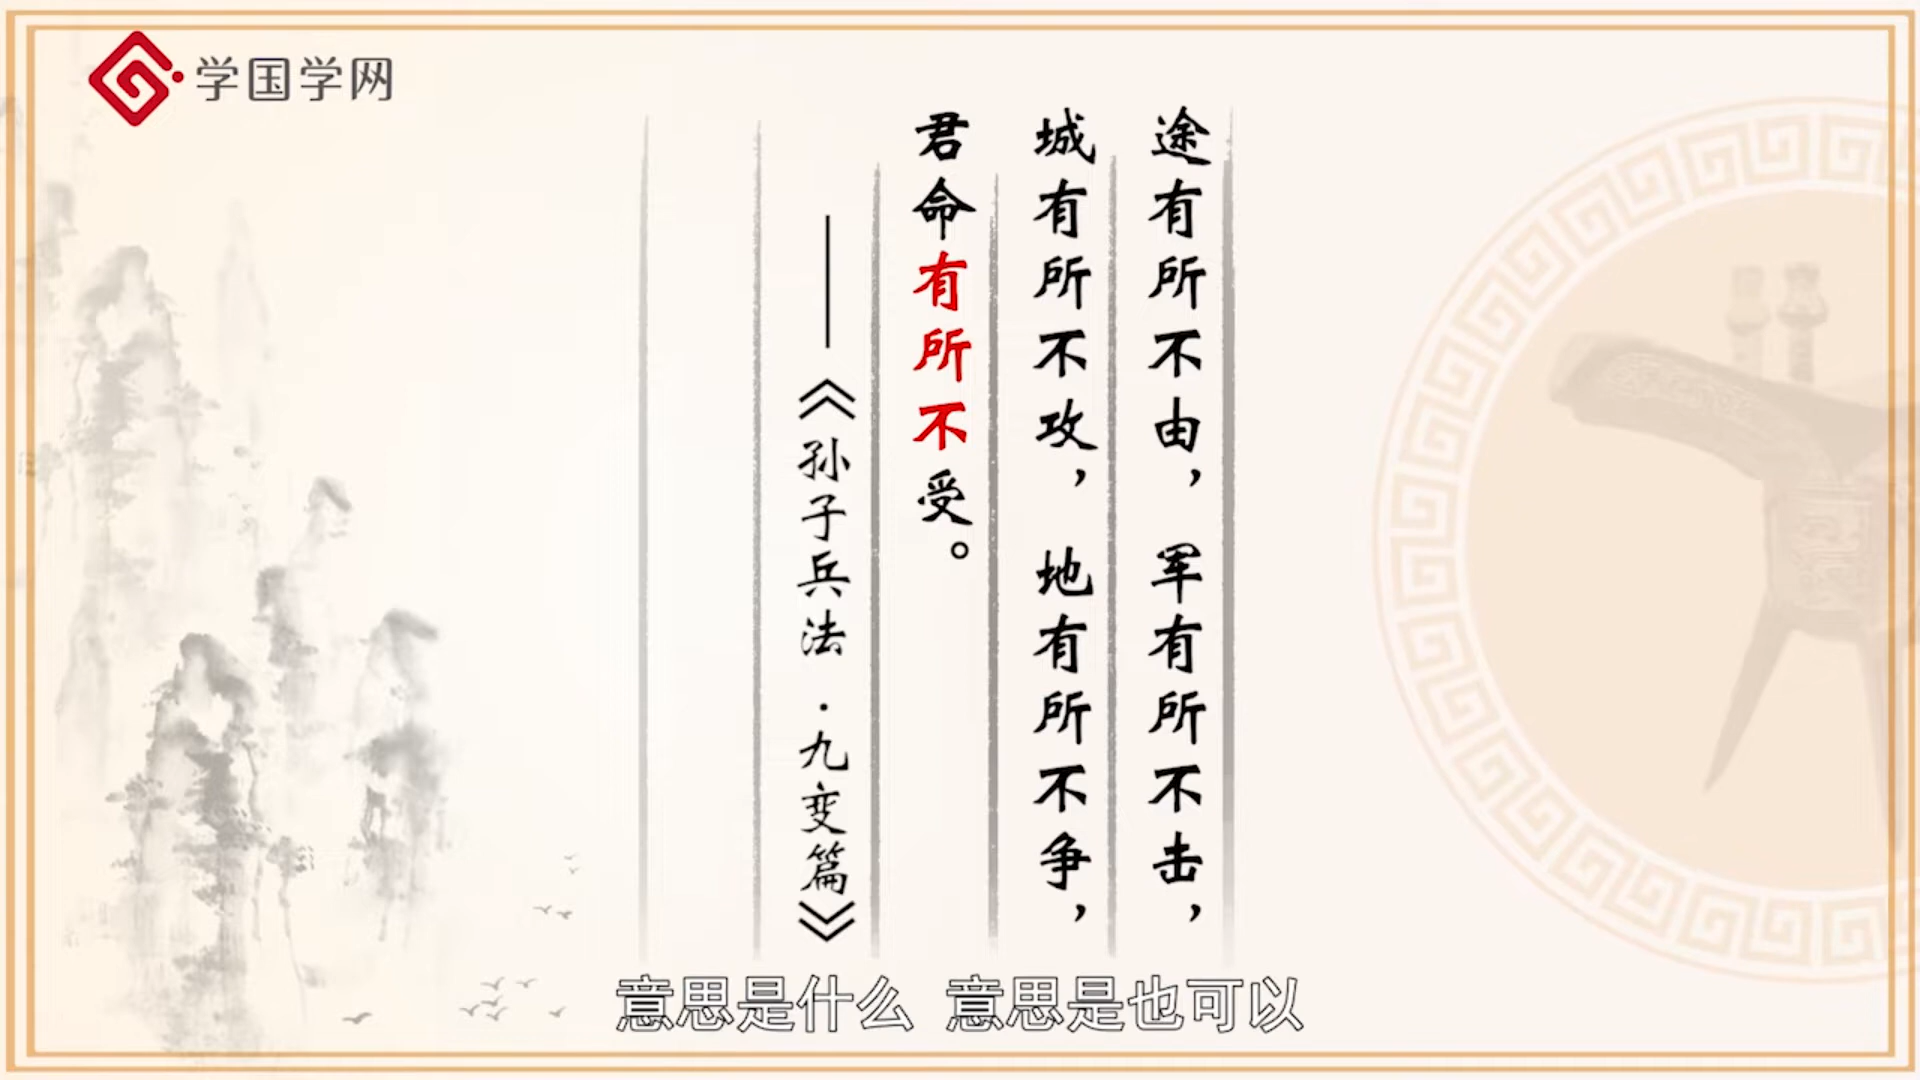 学国学网
途有所不由，军有所不击，
城有所不攻，地有所不争，
君命有所不受。
——《孙子兵法·九变篇》
意思是什么 意思是也可以